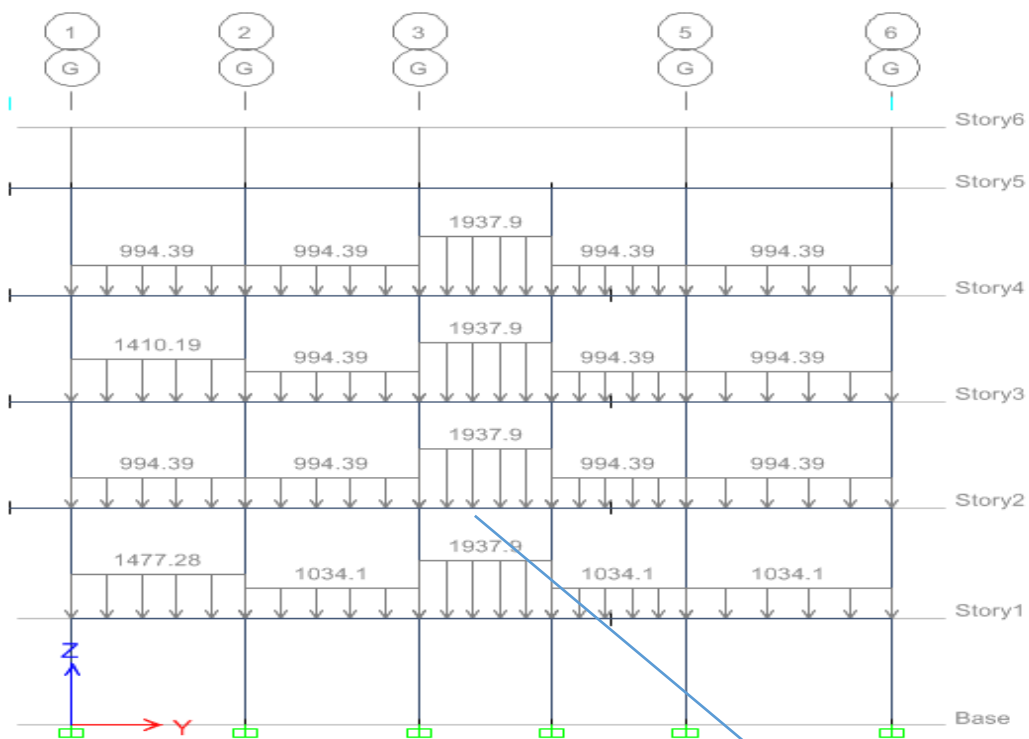 1 2 3 5 6
G G G G G
Story6
Story5
1937.9
994.39 994.39 994.39 994.39
Story4
1937.9
1410.19 994.39 994.39 994.39
Story3
1937.9
994.39 994.39 994.39 994.39
Story2
1937.9
1477.28 1034.1 1034.1 1034.1
Story1
Z
Y
Base